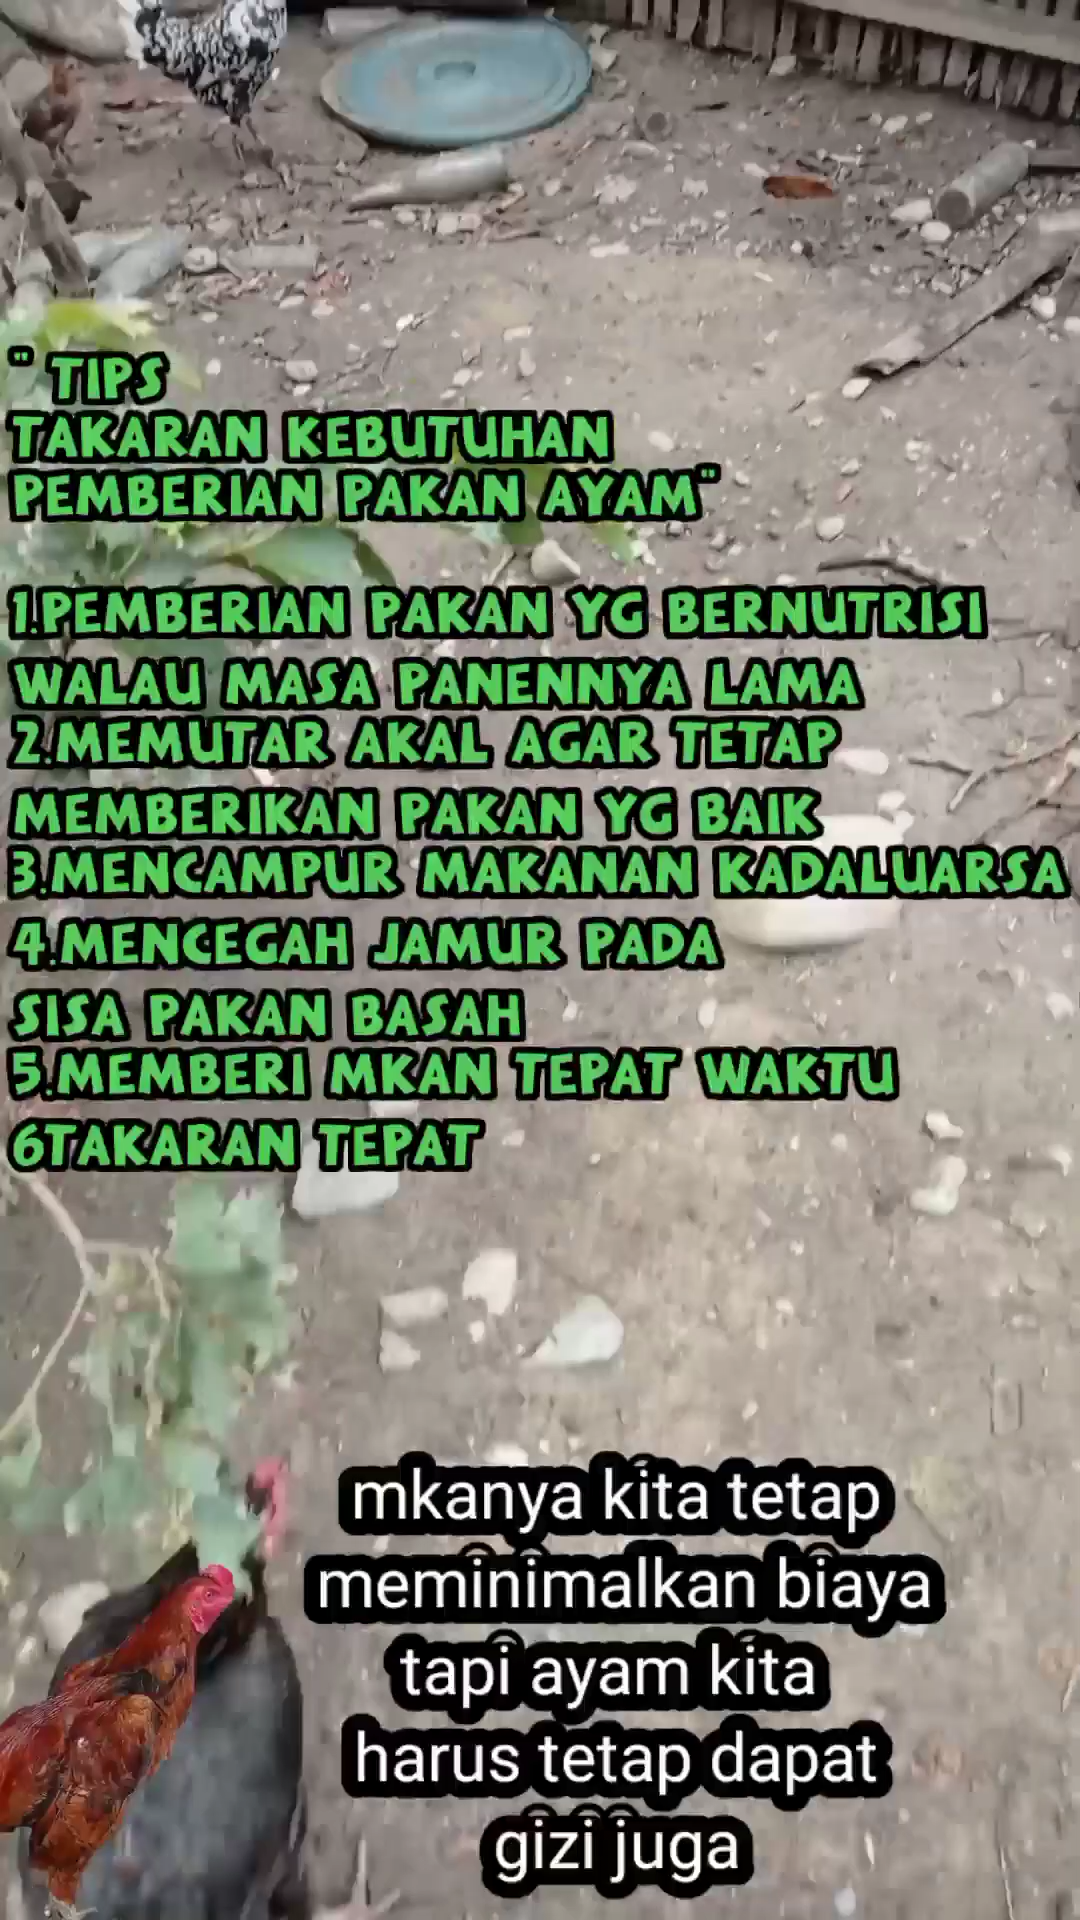 " TIPS
TAKARAN KEBUTUHAN
PEMBERIAN PAKAN AYAM"
1.PEMBERIAN PAKAN YG BERNUTRISI
WALAU MASA PANENNYA LAMA
2.MEMUTAR AKAL AGAR TETAP
MEMBERIKAN PAKAN YG BAIK
3.MENCAMPUR MAKANAN KADALUARSA
4.MENCEGAH JAMUR PADA
SISA PAKAN BASAH
5.MEMBERI MKAN TEPAT WAKTU
6TAKARAN TEPAT
mkanya kita tetap
meminimalkan biaya
tapi ayam kita
harus tetap dapat
gizi juga